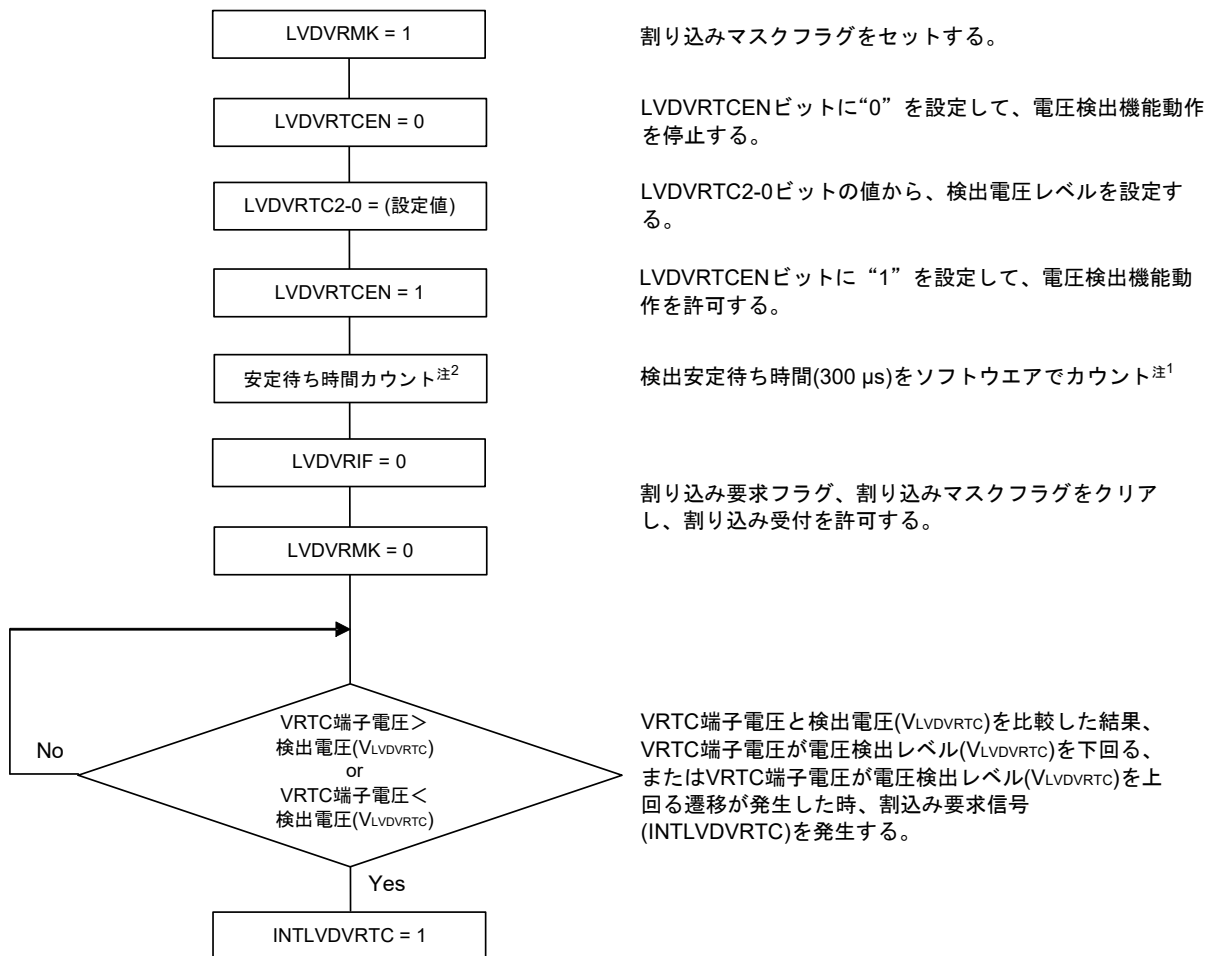 LVDVRMK = 1
割り込みマスクフラグをセットする。
LVDVRTCEN = 0
LVDVRTCENビットに“0”を設定して、電圧検出機能動作
を停止する。
LVDVRTC2-0 = (設定値)
LVDVRTC2-0ビットの値から、検出電圧レベルを設定す
る。
LVDVRTCEN = 1
LVDVRTCENビットに“1”を設定して、電圧検出機能動
作を許可する。
安定待ち時間カウント注2
検出安定待ち時間(300 µs)をソフトウエアでカウント注1
LVDVRIF = 0
割り込み要求フラグ、割り込みマスクフラグをクリア
し、割り込み受付を許可する。
LVDVRMK = 0
No
VRTC端子電圧＞
検出電圧(VLVDVRTC)
or
VRTC端子電圧＜
検出電圧(VLVDVRTC)
VRTC端子電圧と検出電圧(VLVDVRTC)を比較した結果、
VRTC端子電圧が電圧検出レベル(VLVDVRTC)を下回る、
またはVRTC端子電圧が電圧検出レベル(VLVDVRTC)を上
回る遷移が発生した時、割込み要求信号
(INTLVDVRTC)を発生する。
Yes
INTLVDVRTC = 1